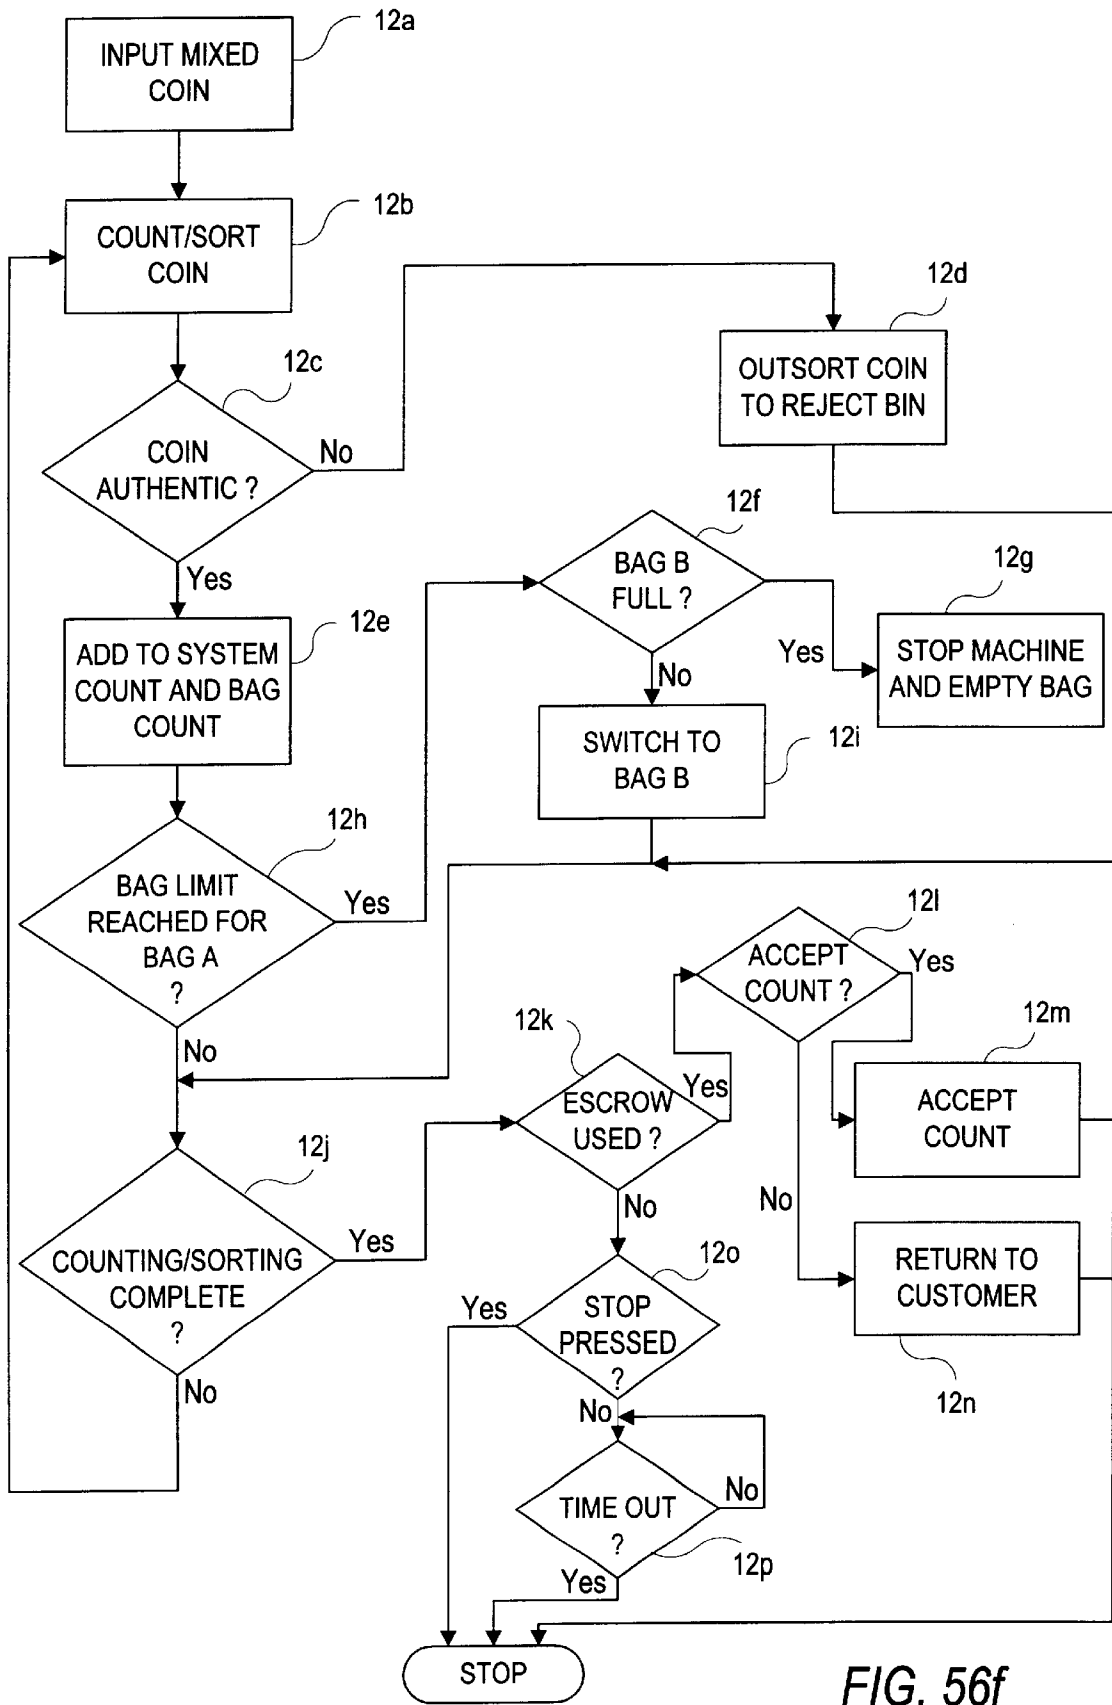 12a
INPUT MIXED
COIN
12b
COUNT/SORT
COIN
12c
COIN
AUTHENTIC ?
No
Yes
12d
OUTSORT COIN
TO REJECT BIN
12e
ADD TO SYSTEM
COUNT AND BAG
COUNT
12f
BAG B
FULL ?
Yes
No
12g
STOP MACHINE
AND EMPTY BAG
12i
SWITCH TO
BAG B
12h
BAG LIMIT
REACHED FOR
BAG A
?
Yes
No
12j
COUNTING/SORTING
COMPLETE
?
Yes
No
12k
ESCROW
USED ?
Yes
No
12l
ACCEPT
COUNT ?
Yes
No
12m
ACCEPT
COUNT
RETURN TO
CUSTOMER
12n
12o
STOP
PRESSED
?
Yes
No
TIME OUT
?
No
12p
Yes
STOP
FIG. 56f